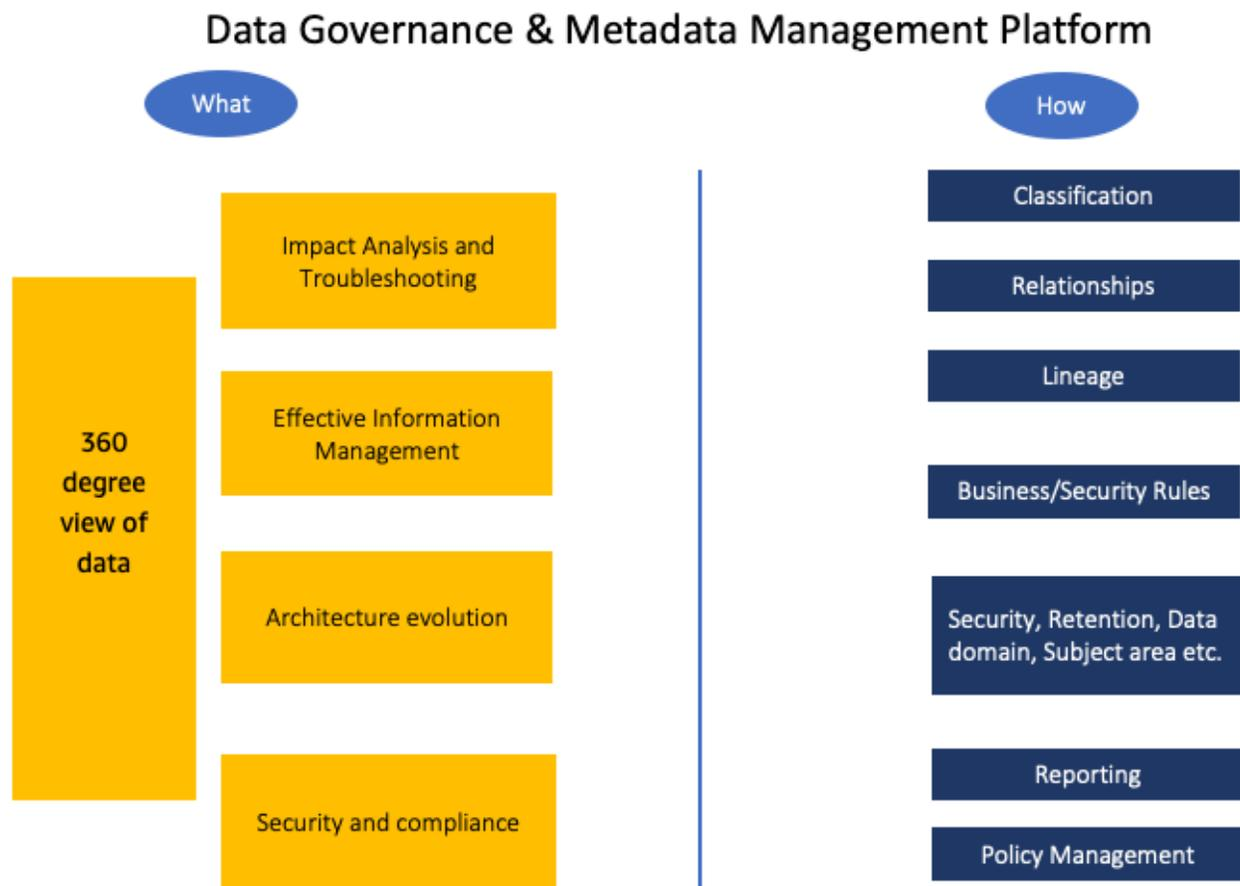 Data Governance & Metadata Management Platform
What
How
360
degree
view of
data
Impact Analysis and
Troubleshooting
Effective Information
Management
Architecture evolution
Security and compliance
Classification
Relationships
Lineage
Business/Security Rules
Security, Retention, Data
domain, Subject area etc.
Reporting
Policy Management